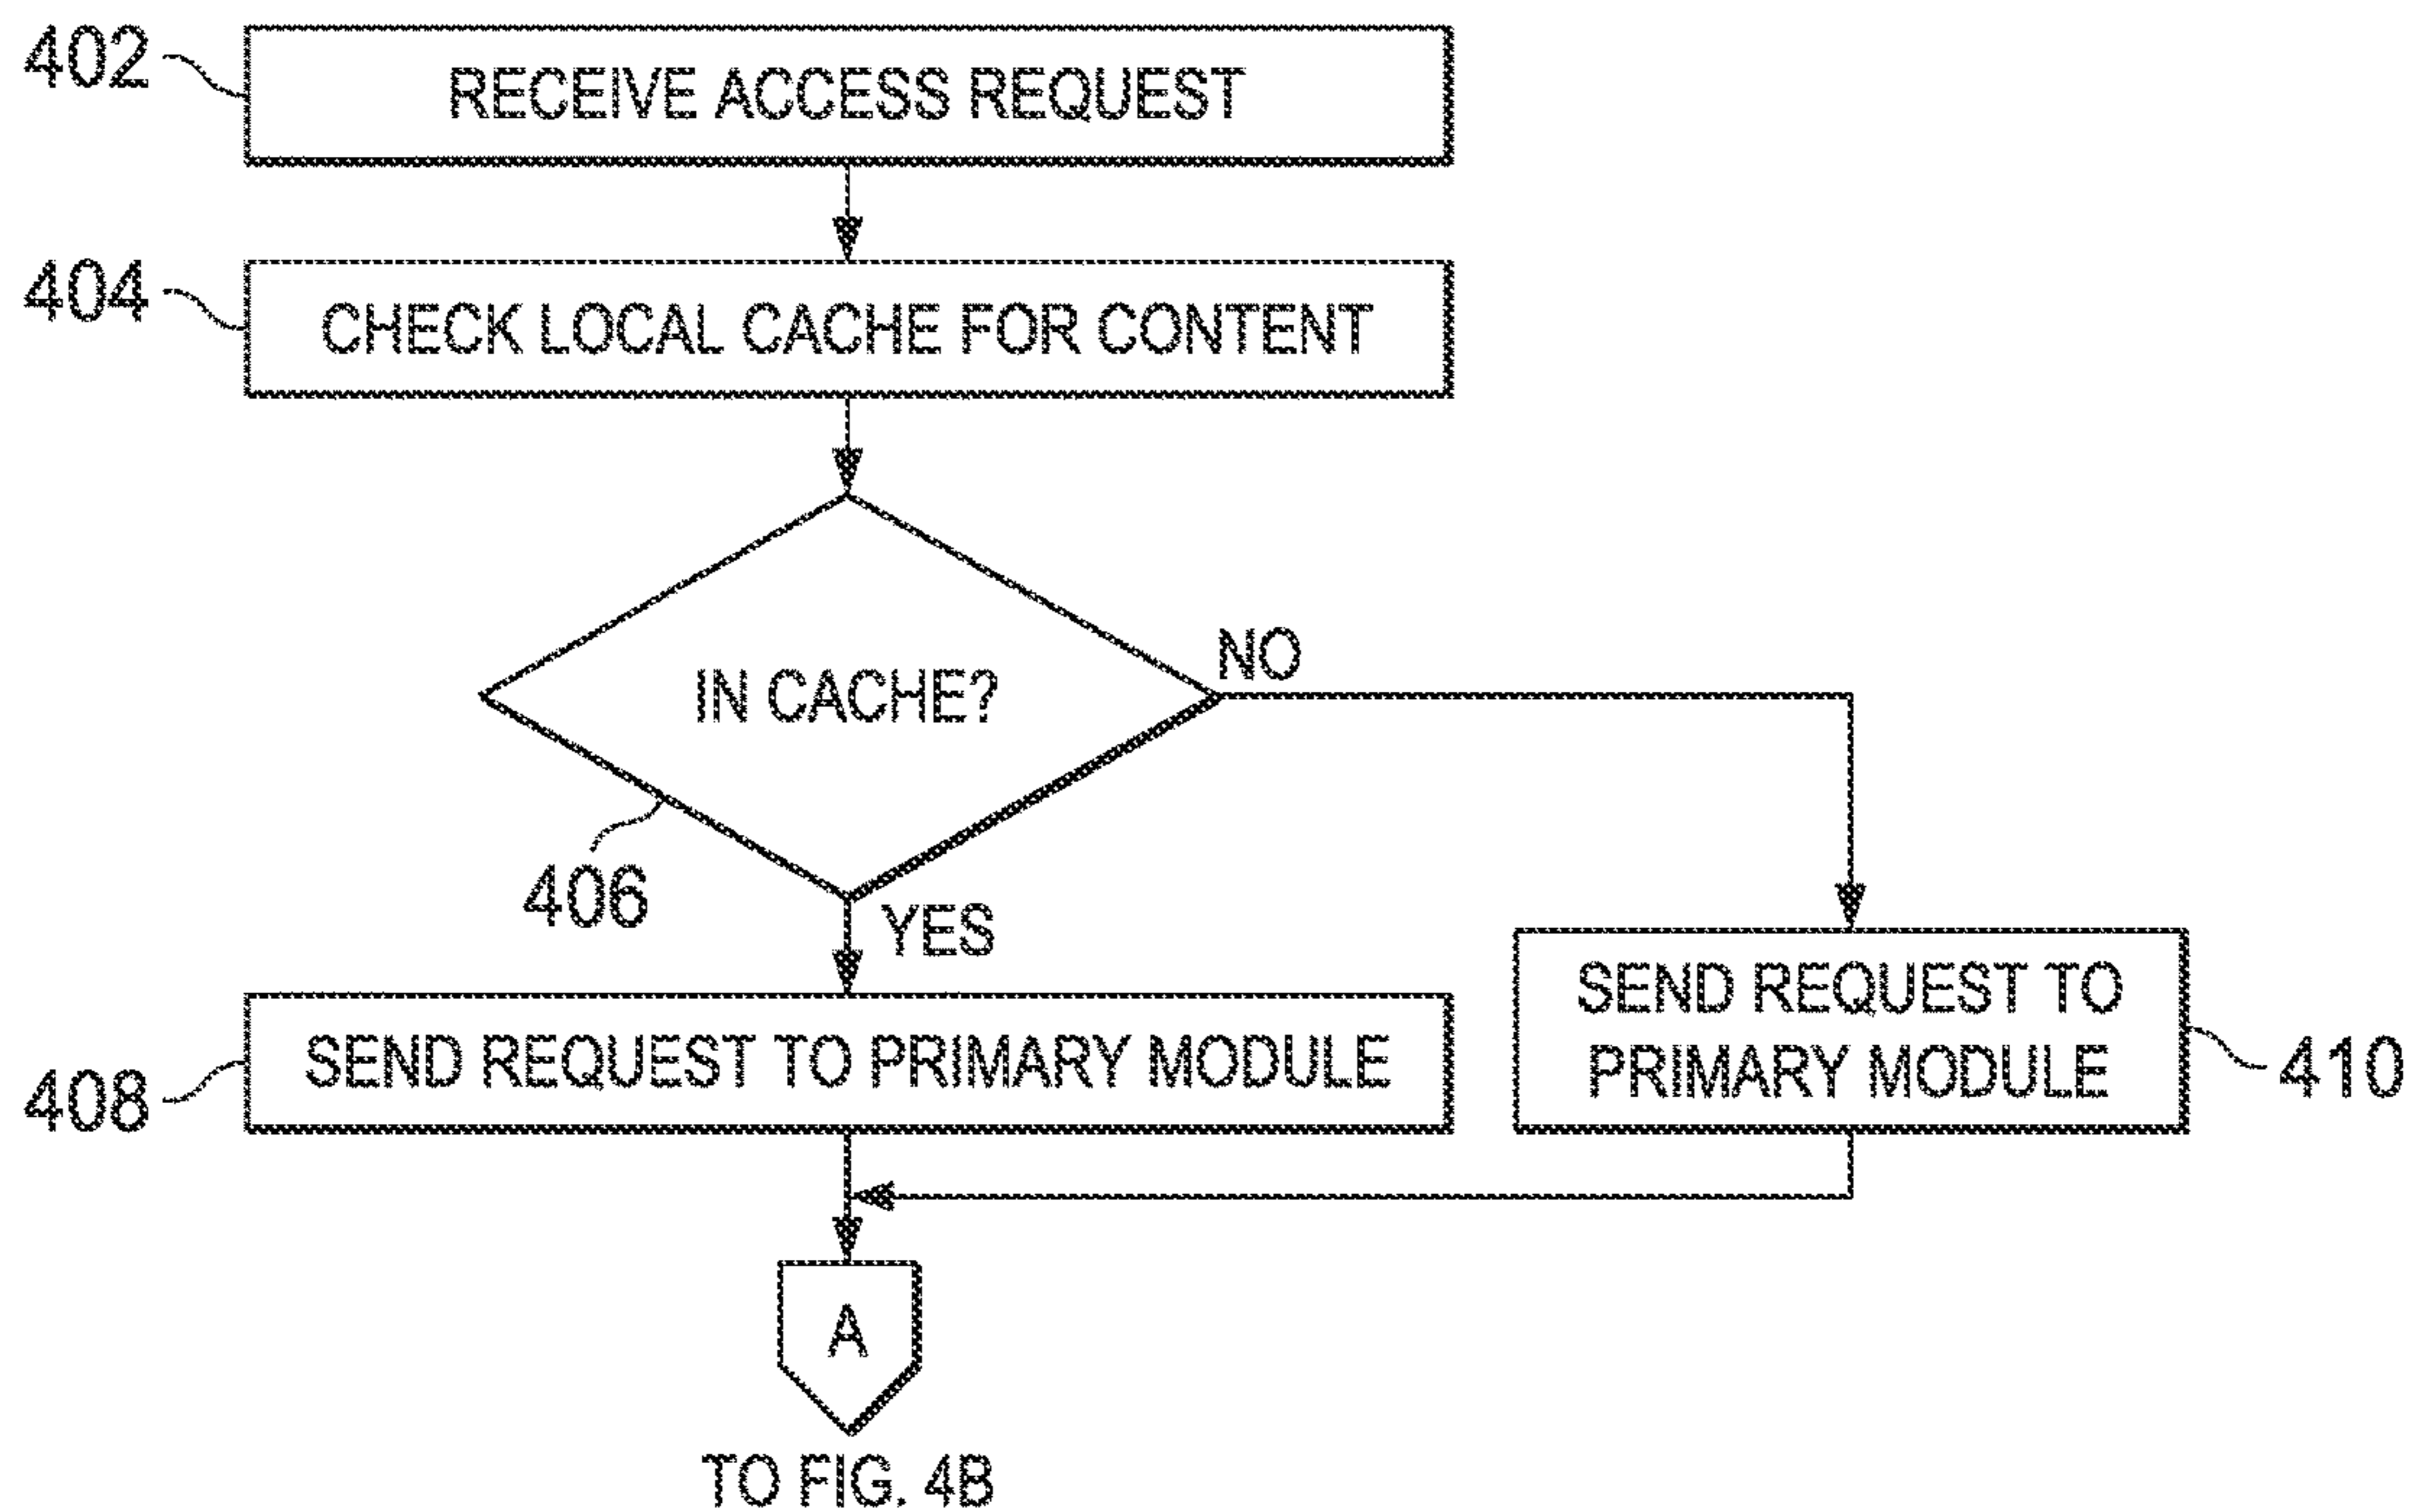 402
RECEIVE ACCESS REQUEST
404
CHECK LOCAL CACHE FOR CONTENT
IN CACHE?
NO
406
YES
408
SEND REQUEST TO PRIMARY MODULE
SEND REQUEST TO
PRIMARY MODULE
410
A
TO FIG. 4B